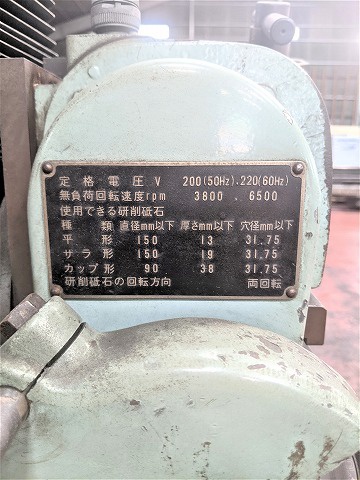 定格電圧V 200(50Hz).220(60Hz)
無負荷回転速度rpm 3800 . 6500
使用できる研削砥石
種類 直径mm以下 厚さmm以下 穴径mm以下
平形 150 13 31.75
サラ形 150 19 31.75
カップ形 90 38 31.75
研削砥石の回転方向 両回転